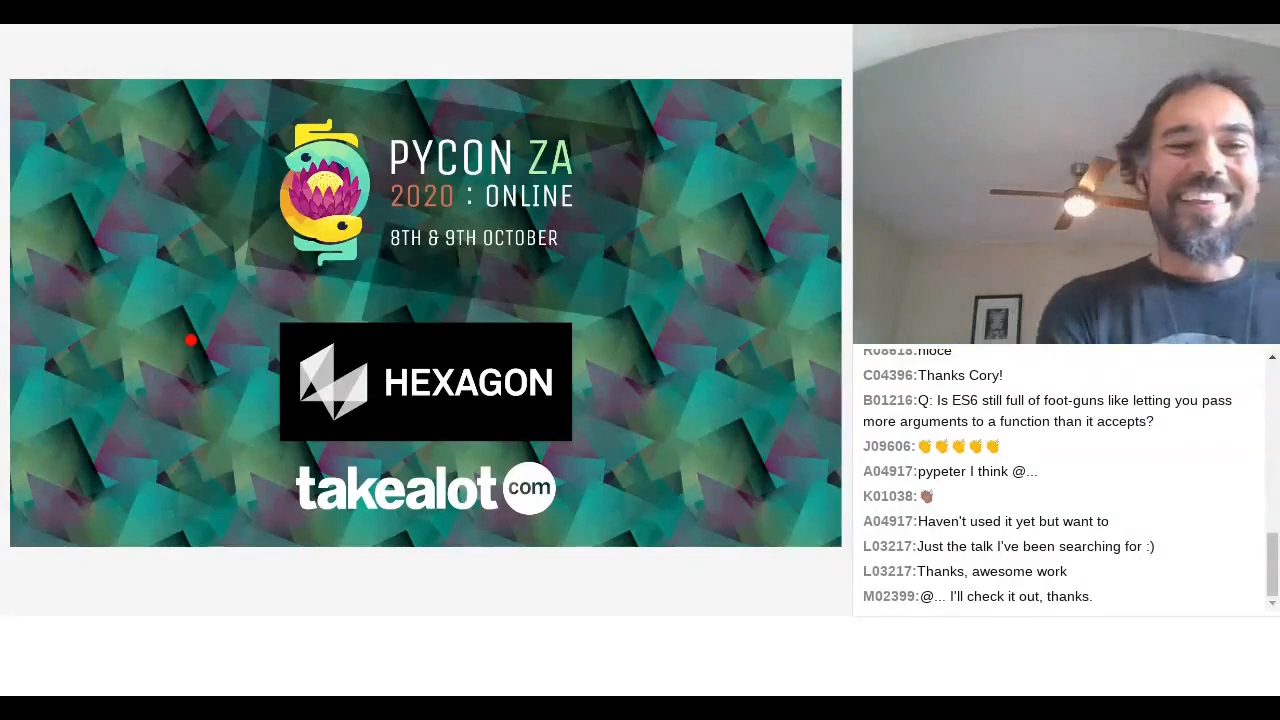 PYCON ZA
2020 : ONLINE
8TH & 9TH OCTOBER
HEXAGON
takealot com
R08618:nioce
C04396:Thanks Cory!
B01216:Q: Is ES6 still full of foot-guns like letting you pass
more arguments to a function than it accepts?
J09606:👏👏👏👏👏
A04917:pypeter I think @...
K01038:👏🏽
A04917:Haven't used it yet but want to
L03217:Just the talk I've been searching for :)
L03217:Thanks, awesome work
M02399:@... I'll check it out, thanks.